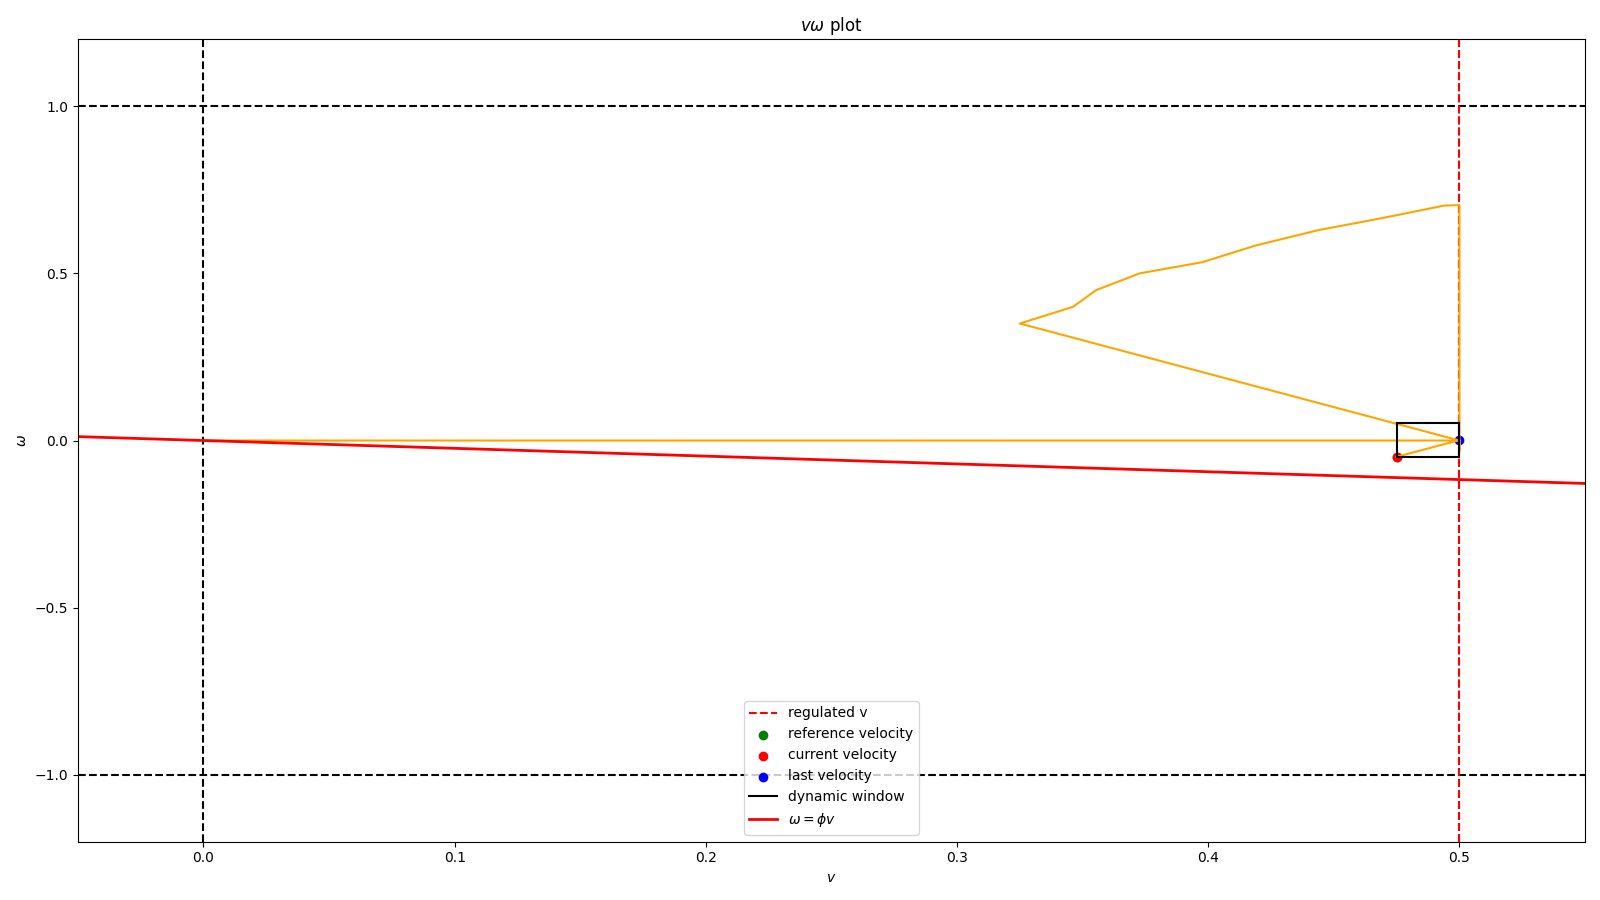 vω plot
1.0
0.5
0.0
−0.5
−1.0
ω
0.0
0.1
0.2
0.3
0.4
0.5
v
regulated v
reference velocity
current velocity
last velocity
dynamic window
ω = ϕv